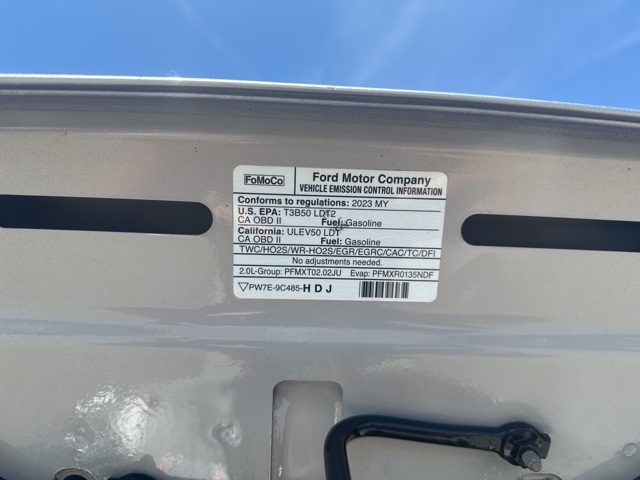 FoMoCo
Ford Motor Company
VEHICLE EMISSION CONTROL INFORMATION
Conforms to regulations: 2023 MY
U.S. EPA: T3B50 LDT2
CA OBD II Fuel: Gasoline
California: ULEV50 LDT
CA OBD II Fuel: Gasoline
TWC/HO2S/WR-HO2S/EGR/EGRC/CAC/TC/DFI
No adjustments needed.
2.0L-Group: PFMXT02.02JU Evap: PFMXR0135NDF
PW7E-9C485-HDJ